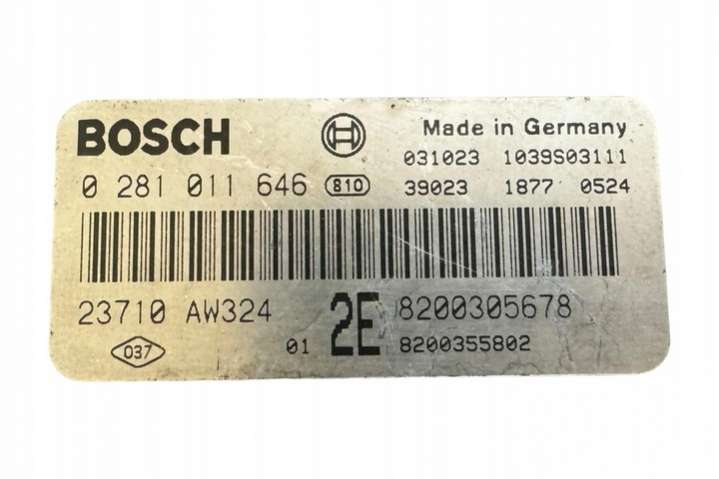 BOSCH Made in Germany
031023 1039S03111
0 281 011 646 810 39023 1877 0524
23710 AW324 2E 8200305678
037 01 8200355802